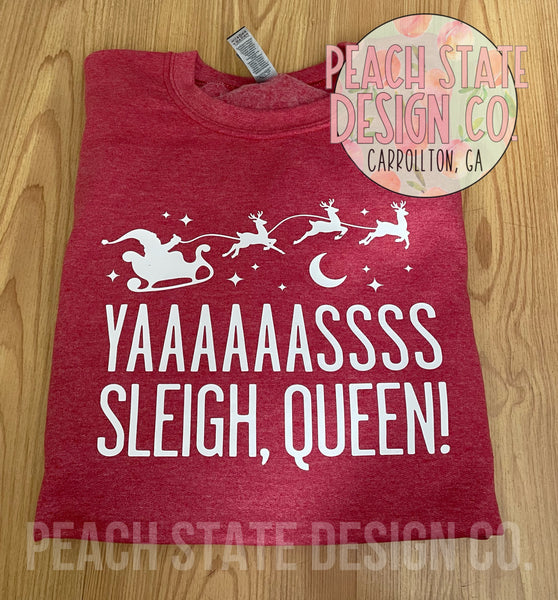 PEACH STATE
DESIGN CO.
CARROLLTON, GA
YAAAAAASSSS
SLEIGH, QUEEN!
PEACH STATE DESIGN CO.